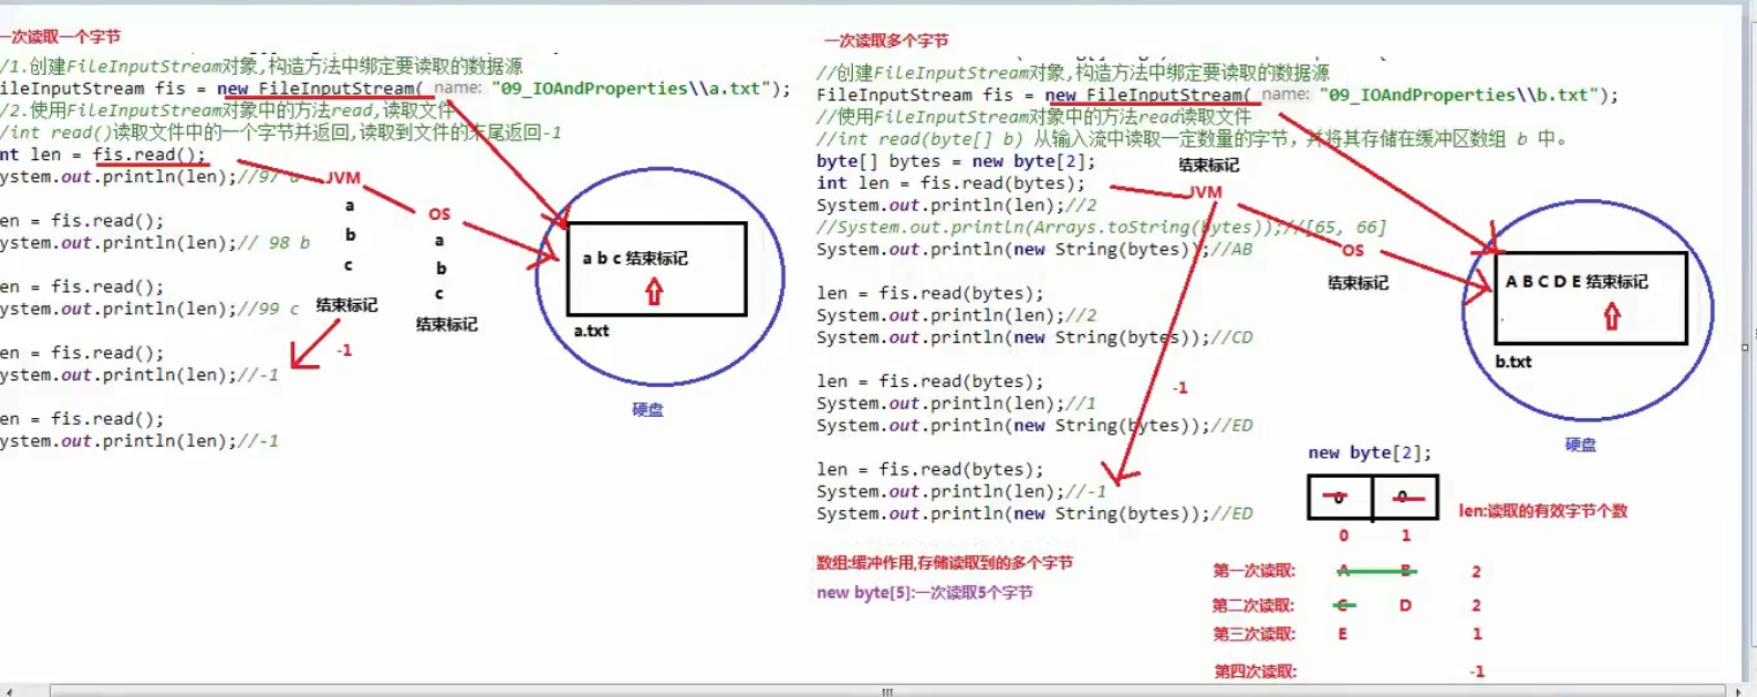 一次读取一个字节
/1.创建FileInputStream对象,构造方法中绑定要读取的数据源
ileInputStream fis = new FileInputStream( name: "09_IOAndProperties\\a.txt");
/2.使用FileInputStream对象中的方法read,读取文件
/int read()读取文件中的一个字节并返回,读取到文件的末尾返回-1
nt len = fis.read();
ystem.out.println(len);//97 a
en = fis.read();
ystem.out.println(len);// 98 b
en = fis.read();
ystem.out.println(len);//99 c
en = fis.read();
ystem.out.println(len);//-1
en = fis.read();
ystem.out.println(len);//-1
JVM
a
b
c
结束标记
-1
OS
a
b
c
结束标记
a b c 结束标记
a.txt
硬盘
一次读取多个字节
//创建FileInputStream对象,构造方法中绑定要读取的数据源
FileInputStream fis = new FileInputStream( name: "09_IOAndProperties\\b.txt");
//使用FileInputStream对象中的方法read读取文件
//int read(byte[] b) 从输入流中读取一定数量的字节，并将其存储在缓冲区数组 b 中。
byte[] bytes = new byte[2];
int len = fis.read(bytes);
System.out.println(len);//2
//System.out.println(Arrays.toString(bytes));//[65, 66]
System.out.println(new String(bytes));//AB
len = fis.read(bytes);
System.out.println(len);//2
System.out.println(new String(bytes));//CD
len = fis.read(bytes);
System.out.println(len);//1
System.out.println(new String(bytes));//ED
len = fis.read(bytes);
System.out.println(len);//-1
System.out.println(new String(bytes));//ED
结束标记
JVM
-1
OS
结束标记
A B C D E 结束标记
b.txt
硬盘
new byte[2];
0 0
len:读取的有效字节个数
0 1
数组:缓冲作用,存储读取到的多个字节
new byte[5]:一次读取5个字节
第一次读取: A B 2
第二次读取: C D 2
第三次读取: E 1
第四次读取: -1